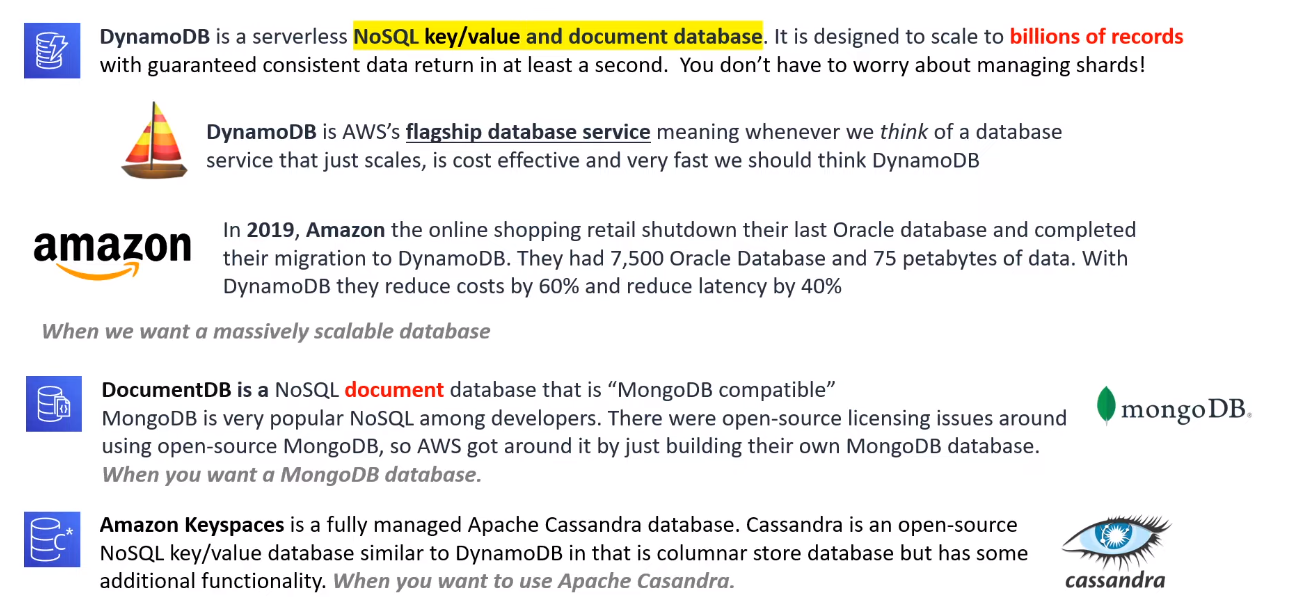 DynamoDB is a serverless NoSQL key/value and document database. It is designed to scale to billions of records
with guaranteed consistent data return in at least a second. You don’t have to worry about managing shards!
DynamoDB is AWS’s flagship database service meaning whenever we think of a database
service that just scales, is cost effective and very fast we should think DynamoDB
amazon
In 2019, Amazon the online shopping retail shutdown their last Oracle database and completed
their migration to DynamoDB. They had 7,500 Oracle Database and 75 petabytes of data. With
DynamoDB they reduce costs by 60% and reduce latency by 40%
When we want a massively scalable database
DocumentDB is a NoSQL document database that is “MongoDB compatible”
MongoDB is very popular NoSQL among developers. There were open-source licensing issues around
using open-source MongoDB, so AWS got around it by just building their own MongoDB database.
When you want a MongoDB database.
mongoDB®
Amazon Keyspaces is a fully managed Apache Cassandra database. Cassandra is an open-source
NoSQL key/value database similar to DynamoDB in that is columnar store database but has some
additional functionality. When you want to use Apache Casandra.
C*
cassandra